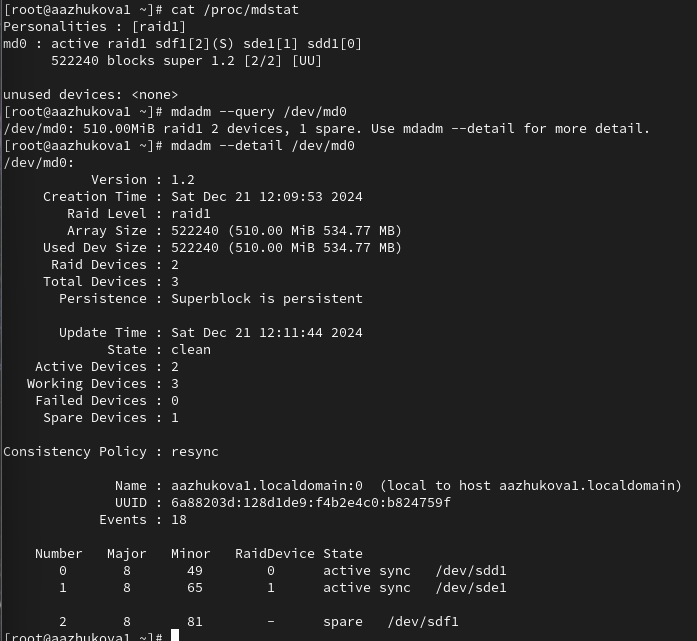 [root@aazhukova1 ~]# cat /proc/mdstat
Personalities : [raid1]
md0 : active raid1 sdf1[2](S) sde1[1] sdd1[0]
      522240 blocks super 1.2 [2/2] [UU]

unused devices: <none>
[root@aazhukova1 ~]# mdadm --query /dev/md0
/dev/md0: 510.00MiB raid1 2 devices, 1 spare. Use mdadm --detail for more detail.
[root@aazhukova1 ~]# mdadm --detail /dev/md0
/dev/md0:
           Version : 1.2
     Creation Time : Sat Dec 21 12:09:53 2024
        Raid Level : raid1
        Array Size : 522240 (510.00 MiB 534.77 MB)
     Used Dev Size : 522240 (510.00 MiB 534.77 MB)
      Raid Devices : 2
     Total Devices : 3
       Persistence : Superblock is persistent

       Update Time : Sat Dec 21 12:11:44 2024
             State : clean
    Active Devices : 2
   Working Devices : 3
    Failed Devices : 0
     Spare Devices : 1

Consistency Policy : resync

              Name : aazhukova1.localdomain:0  (local to host aazhukova1.localdomain)
              UUID : 6a88203d:128d1de9:f4b2e4c0:b824759f
            Events : 18

    Number   Major   Minor   RaidDevice State
       0       8       49        0      active sync   /dev/sdd1
       1       8       65        1      active sync   /dev/sde1

       2       8       81        -      spare   /dev/sdf1
[root@aazhukova1 ~]#